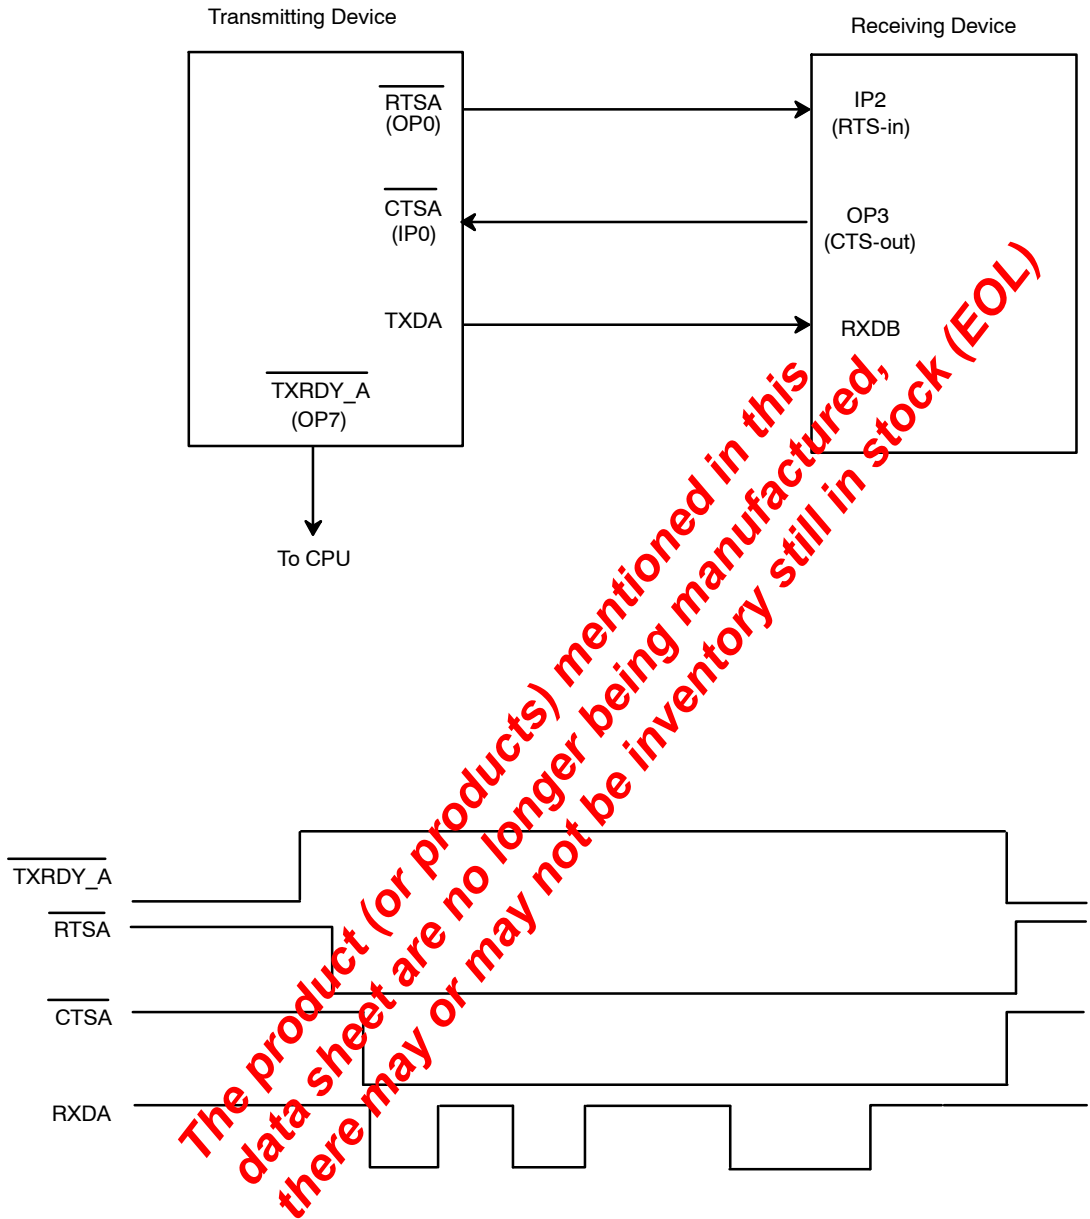 Transmitting Device
Receiving Device
RTSA
(OP0)
IP2
(RTS-in)
CTSA
(IP0)
OP3
(CTS-out)
TXDA
RXDB
TXRDY_A
(OP7)
To CPU
The product (or products) mentioned in this
data sheet are no longer being manufactured,
there may or may not be inventory still in stock (EOL)
TXRDY_A
RTSA
CTSA
RXDA